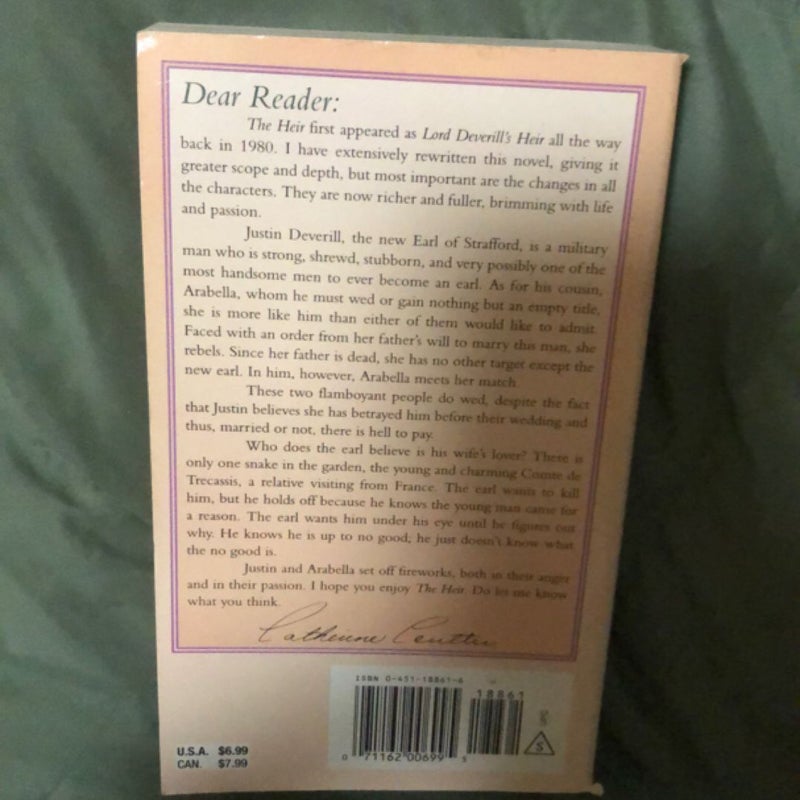 Dear Reader:
The Heir first appeared as Lord Deverill's Heir all the way
back in 1980. I have extensively rewritten this novel, giving it
greater scope and depth, but most important are the changes in all
the characters. They are now richer and fuller, brimming with life
and passion.
Justin Deverill, the new Earl of Strafford, is a military
man who is strong, shrewd, stubborn, and very possibly one of the
most handsome men to ever become an earl. As for his cousin,
Arabella, whom he must wed or gain nothing but an empty title,
she is more like him than either of them would like to admit.
Faced with an order from her father's will to marry this man, she
rebels. Since her father is dead, she has no other target except the
new earl. In him, however, Arabella meets her match.
These two flamboyant people do wed, despite the fact
that Justin believes she has betrayed him before their wedding and
thus, married or not, there is hell to pay.
Who does the earl believe is his wife's lover? There is
only one snake in the garden, the young and charming Comte de
Trecassis, a relative visiting from France. The earl wants to kill
him, but he holds off because he knows the young man came for
a reason. The earl wants him under his eye until he figures out
why. He knows he is up to no good; he just doesn't know what
the no good is.
Justin and Arabella set off fireworks, both in their anger
and in their passion. I hope you enjoy The Heir. Do let me know
what you think.
Catherine Coulter
ISBN 0-451-18861-6
18861
0 71162 00699 5
S
U.S.A. $6.99
CAN. $7.99